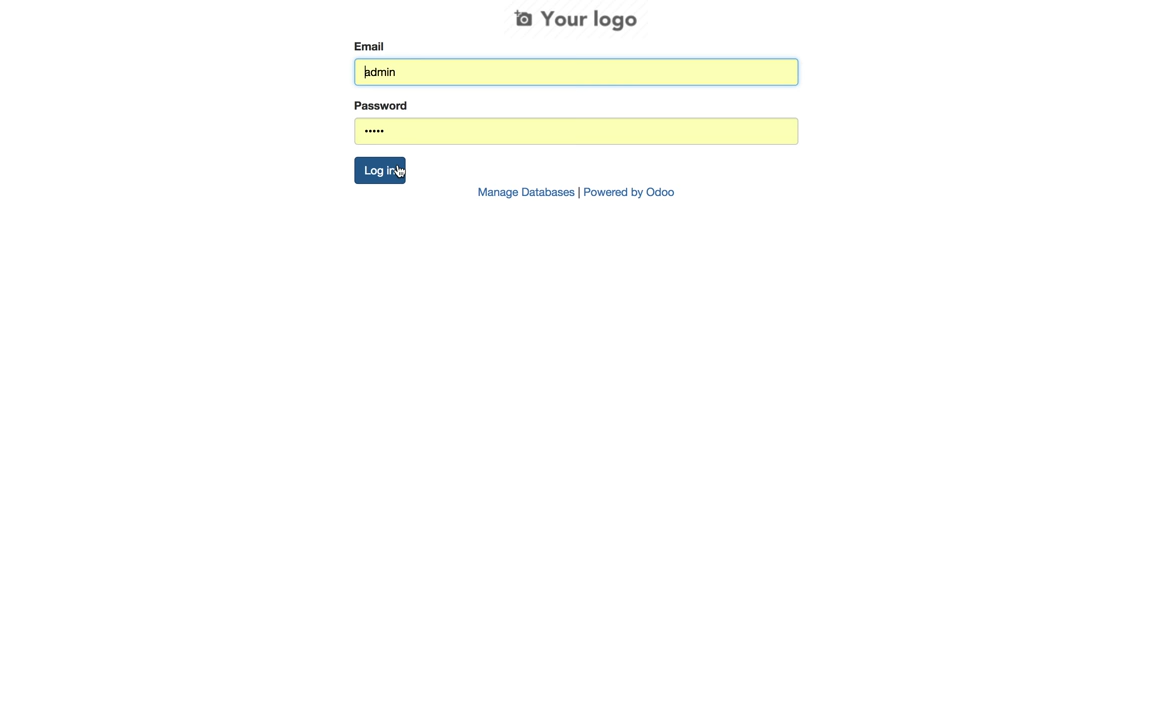 Your logo
Email
admin
Password
•••••
Log in
Manage Databases | Powered by Odoo